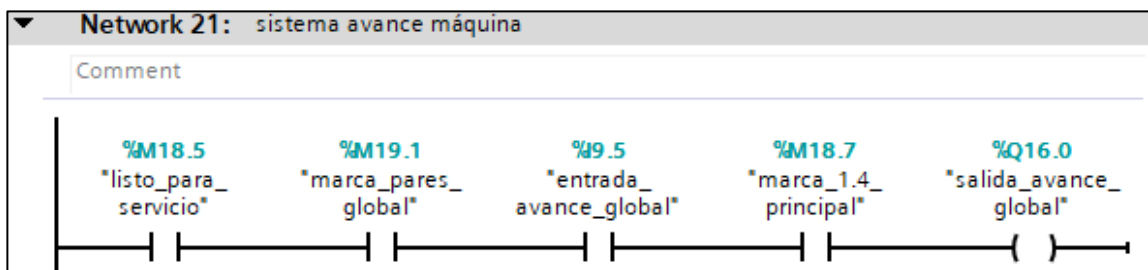 Network 21: sistema avance máquina
Comment
%M18.5 %M19.1 %I9.5 %M18.7 %Q16.0
"listo_para_ "marca_pares_ "entrada_ "marca_1.4_ "salida_avance_
servicio" global" avance_global" principal" global"